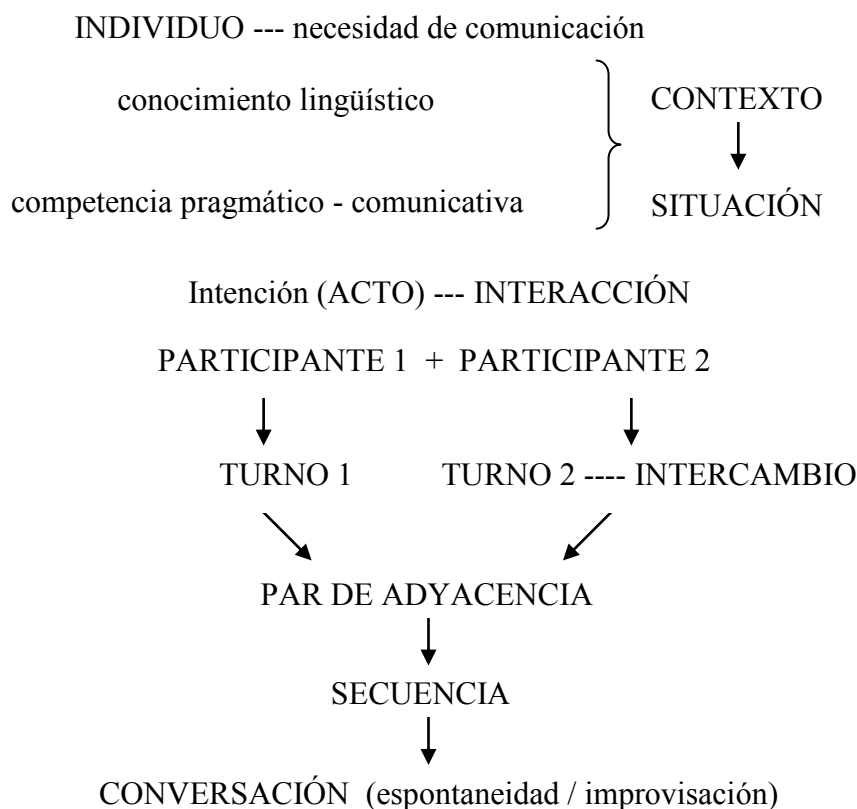 INDIVIDUO --- necesidad de comunicación
conocimiento lingüístico CONTEXTO
competencia pragmático - comunicativa SITUACIÓN
Intención (ACTO) --- INTERACCIÓN
PARTICIPANTE 1 + PARTICIPANTE 2
TURNO 1 TURNO 2 ---- INTERCAMBIO
PAR DE ADYACENCIA
SECUENCIA
CONVERSACIÓN (espontaneidad / improvisación)